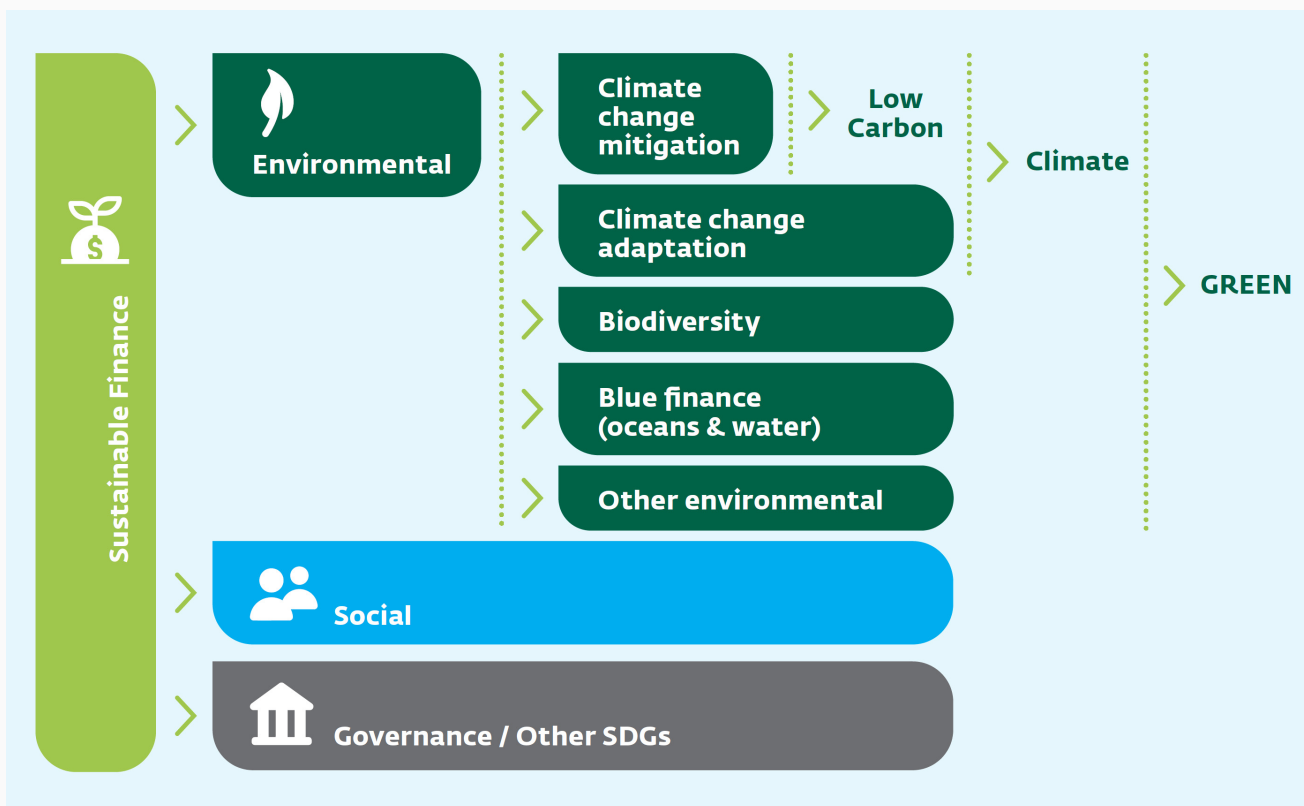 Sustainable Finance
$
Environmental
Climate
change
mitigation
Low
Carbon
Climate
GREEN
Climate change
adaptation
Biodiversity
Blue finance
(oceans & water)
Other environmental
Social
Governance / Other SDGs